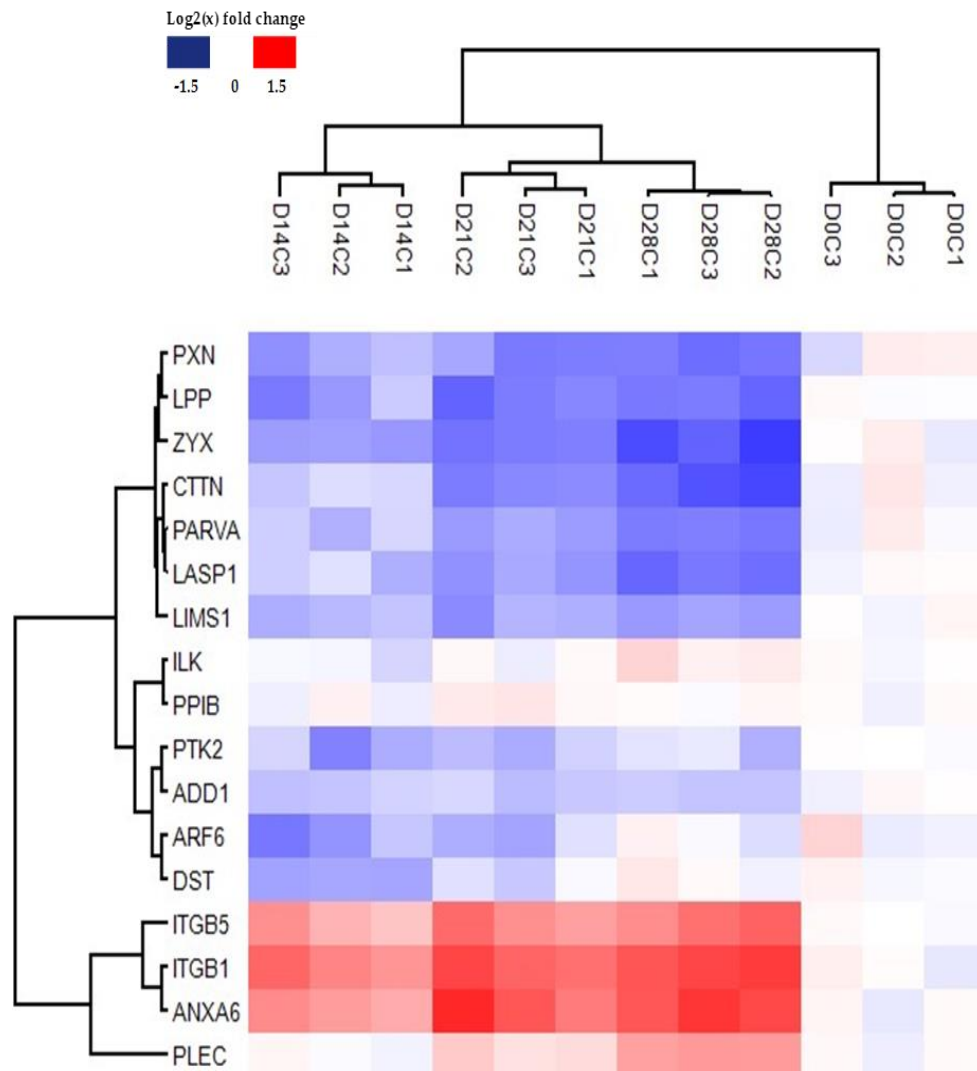 Log2(x) fold change
-1.5 0 1.5
D14C3 D14C2 D14C1 D21C2 D21C3 D21C1 D28C1 D28C3 D28C2 D0C3 D0C2 D0C1
PXN
LPP
ZYX
CTTN
PARVA
LASP1
LIMS1
ILK
PPIB
PTK2
ADD1
ARF6
DST
ITGB5
ITGB1
ANXA6
PLEC